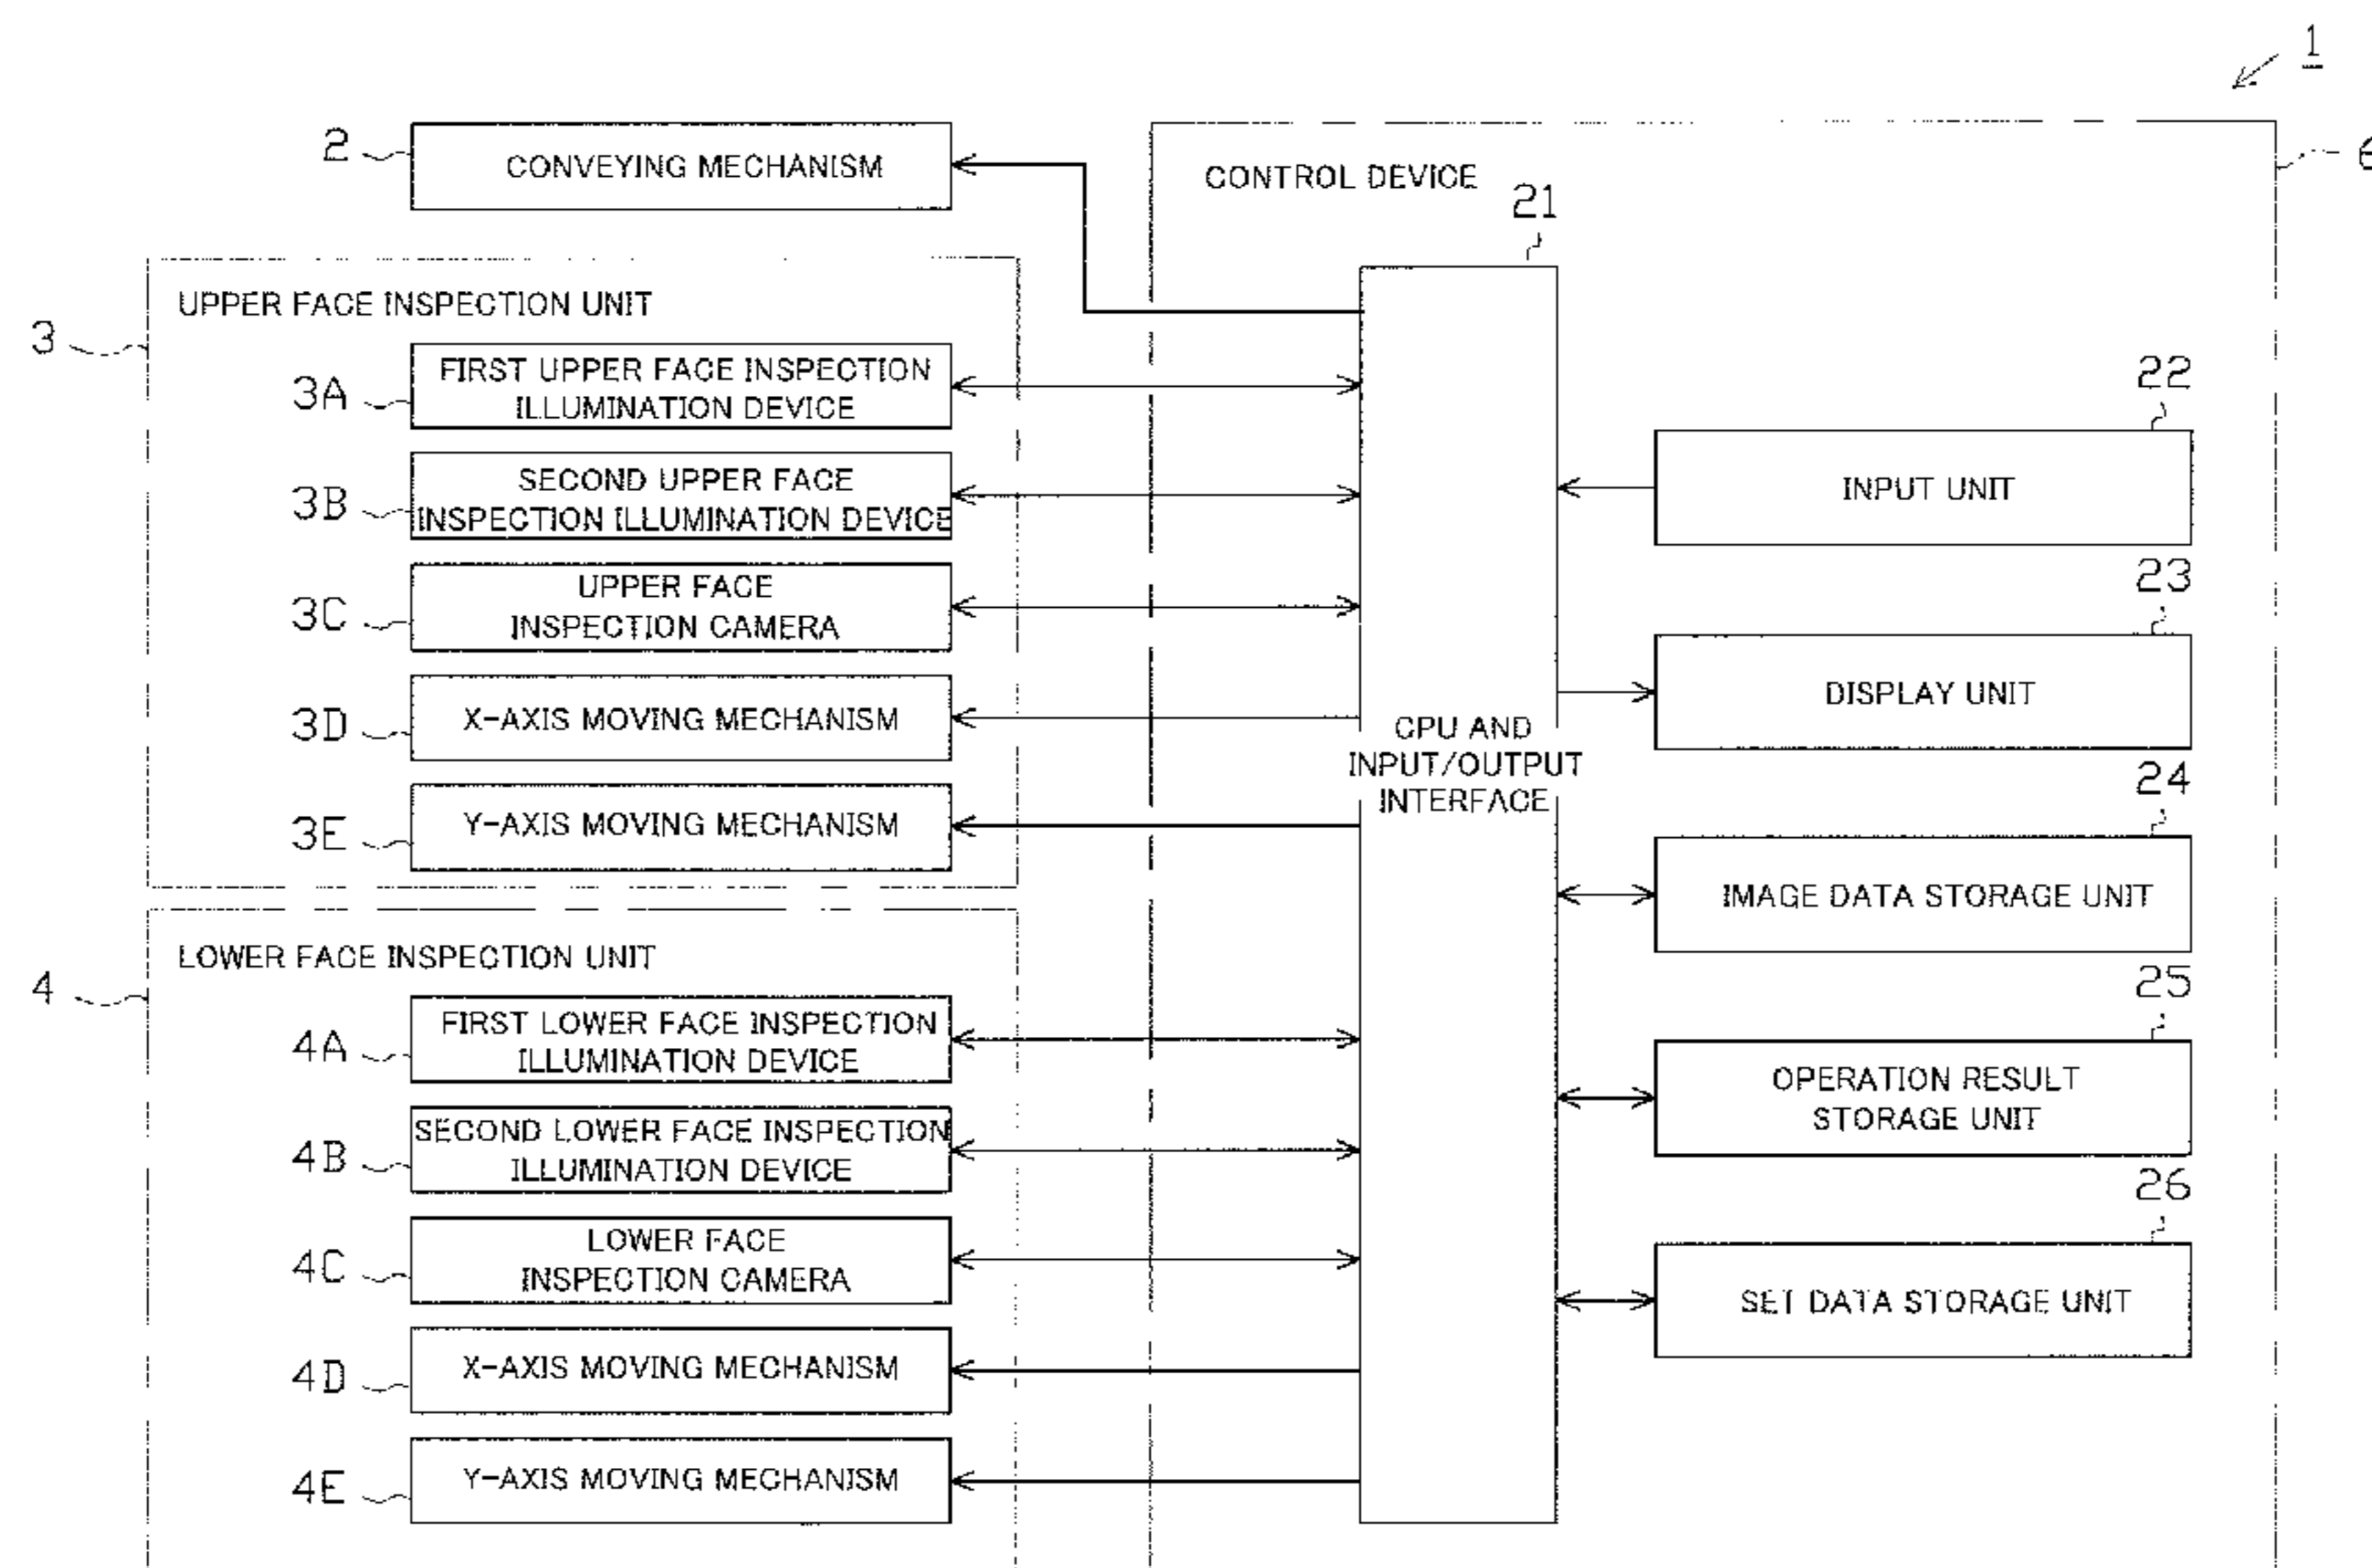 1
2
CONVEYING MECHANISM
CONTROL DEVICE
6
21
UPPER FACE INSPECTION UNIT
3
3A
FIRST UPPER FACE INSPECTION
ILLUMINATION DEVICE
3B
SECOND UPPER FACE
INSPECTION ILLUMINATION DEVICE
3C
UPPER FACE
INSPECTION CAMERA
3D
X-AXIS MOVING MECHANISM
3E
Y-AXIS MOVING MECHANISM
CPU AND
INPUT/OUTPUT
INTERFACE
22
INPUT UNIT
23
DISPLAY UNIT
24
IMAGE DATA STORAGE UNIT
25
OPERATION RESULT
STORAGE UNIT
26
SET DATA STORAGE UNIT
LOWER FACE INSPECTION UNIT
4
4A
FIRST LOWER FACE INSPECTION
ILLUMINATION DEVICE
4B
SECOND LOWER FACE INSPECTION
ILLUMINATION DEVICE
4C
LOWER FACE
INSPECTION CAMERA
4D
X-AXIS MOVING MECHANISM
4E
Y-AXIS MOVING MECHANISM